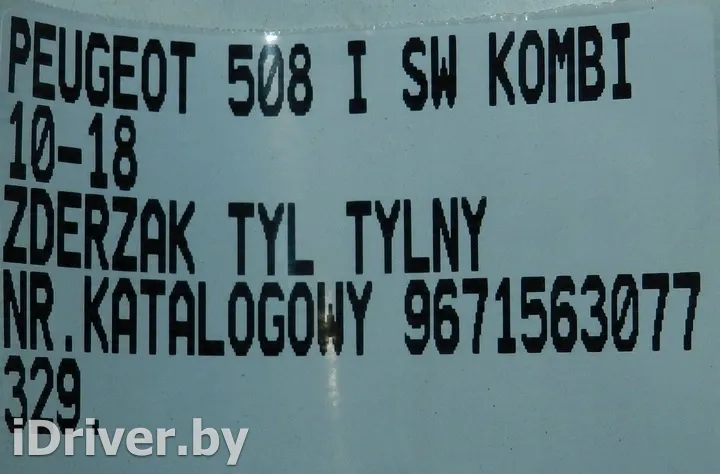 PEUGEOT 508 I SW KOMBI
10-18
ZDERZAK TYL TYLNY
NR.KATALOGOWY 9671563077
329.
iDriver.by